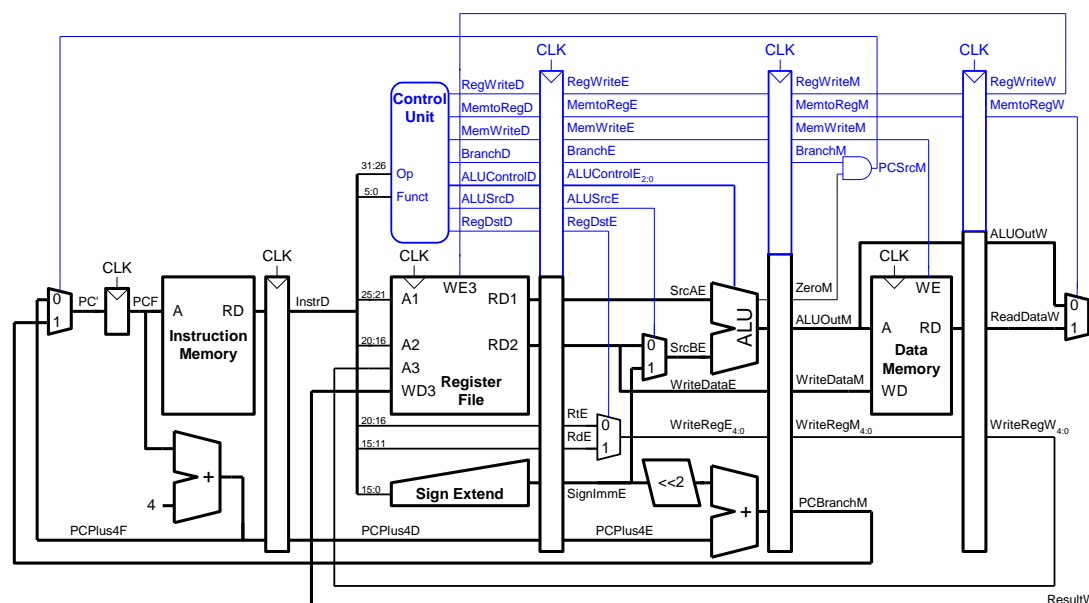 CLK CLK CLK
RegWriteD RegWriteE RegWriteM RegWriteW
Control Unit
MemtoRegD MemtoRegE MemtoRegM MemtoRegW
MemWriteD MemWriteE MemWriteM
BranchD BranchE BranchM
31:26 Op ALUControlD ALUControlE2:0 PCSrcM
5:0 Funct ALUSrcD ALUSrcE
RegDstD RegDstE
ALUOutW
CLK CLK CLK CLK
0 PC' PCF A RD InstrD 25:21 A1 WE3 RD1 SrcAE ZeroM WE 0
1 Instruction Memory 20:16 A2 RD2 0 SrcBE ALU ALUOutM A RD ReadDataW 1
A3 1 Data Memory
WD3 Register File WriteDataE WriteDataM WD
20:16 RtE 0 WriteRegE4:0 WriteRegM4:0 WriteRegW4:0
15:11 RdE 1
+ 15:0 Sign Extend SignImmE <<2
4 + PCBranchM
PCPlus4F PCPlus4D PCPlus4E
ResultW